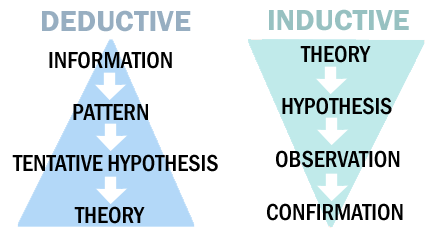 DEDUCTIVE
INFORMATION
PATTERN
TENTATIVE HYPOTHESIS
THEORY
INDUCTIVE
THEORY
HYPOTHESIS
OBSERVATION
CONFIRMATION